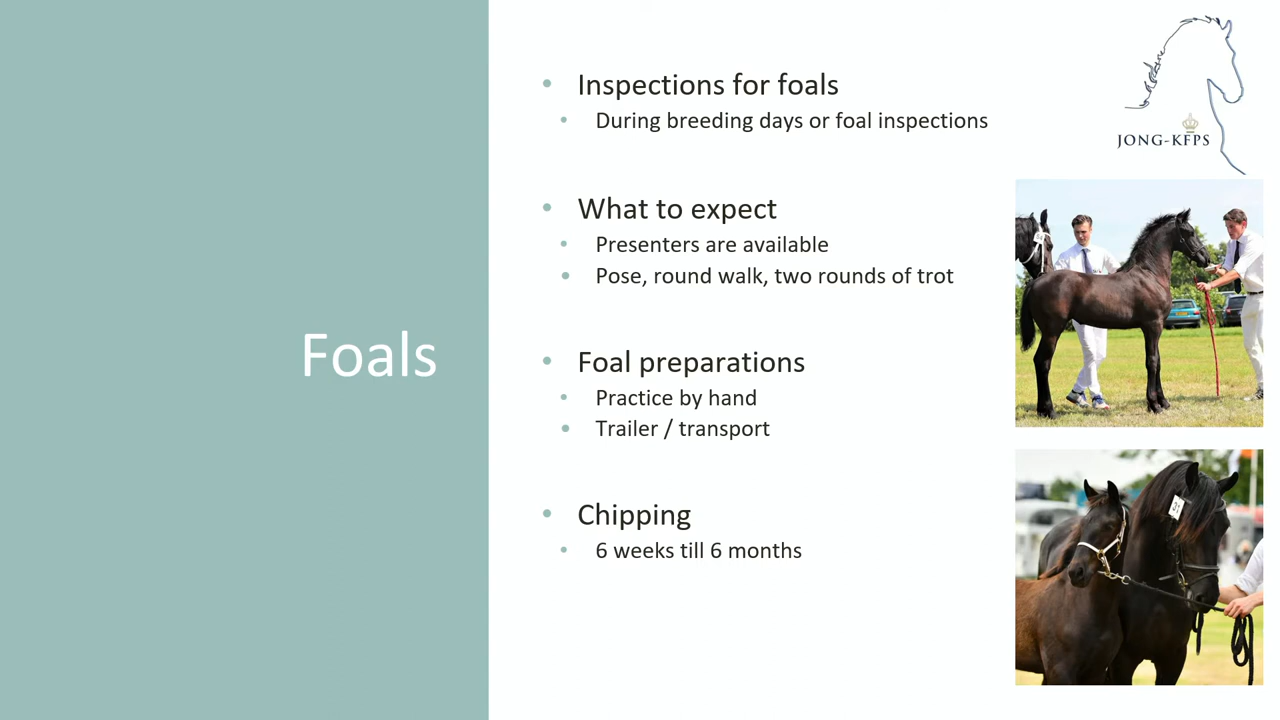 Foals
Inspections for foals
During breeding days or foal inspections
What to expect
Presenters are available
Pose, round walk, two rounds of trot
Foal preparations
Practice by hand
Trailer / transport
Chipping
6 weeks till 6 months
JONG-KFPS